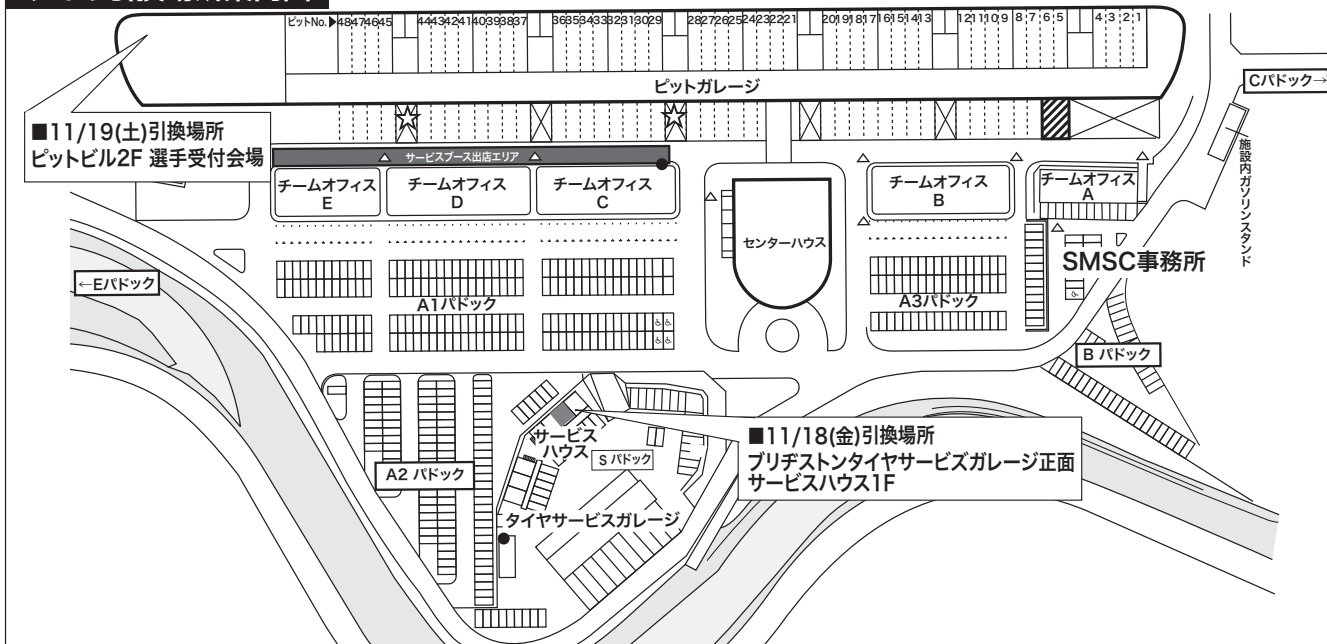 ピットNo.▶ 48 47 46 45 44 43 42 41 40 39 38 37 36 35 34 33 32 31 30 29 28 27 26 25 24 23 22 21 20 19 18 17 16 15 14 13 12 11 10 9 8 7 6 5 4 3 2 1
ピットガレージ
Cパドック→
■11/19(土)引換場所
ピットビル2F 選手受付会場
サービスブース出店エリア
施設内ガソリンスタンド
チームオフィス
E
チームオフィス
D
チームオフィス
C
チームオフィス
B
チームオフィス
A
センターハウス
SMSC事務所
←Eパドック
A1パドック
A3パドック
B パドック
■11/18(金)引換場所
ブリヂストンタイヤサービスガレージ正面
サービスハウス1F
サービス
ハウス
S パドック
A2 パドック
タイヤサービスガレージ